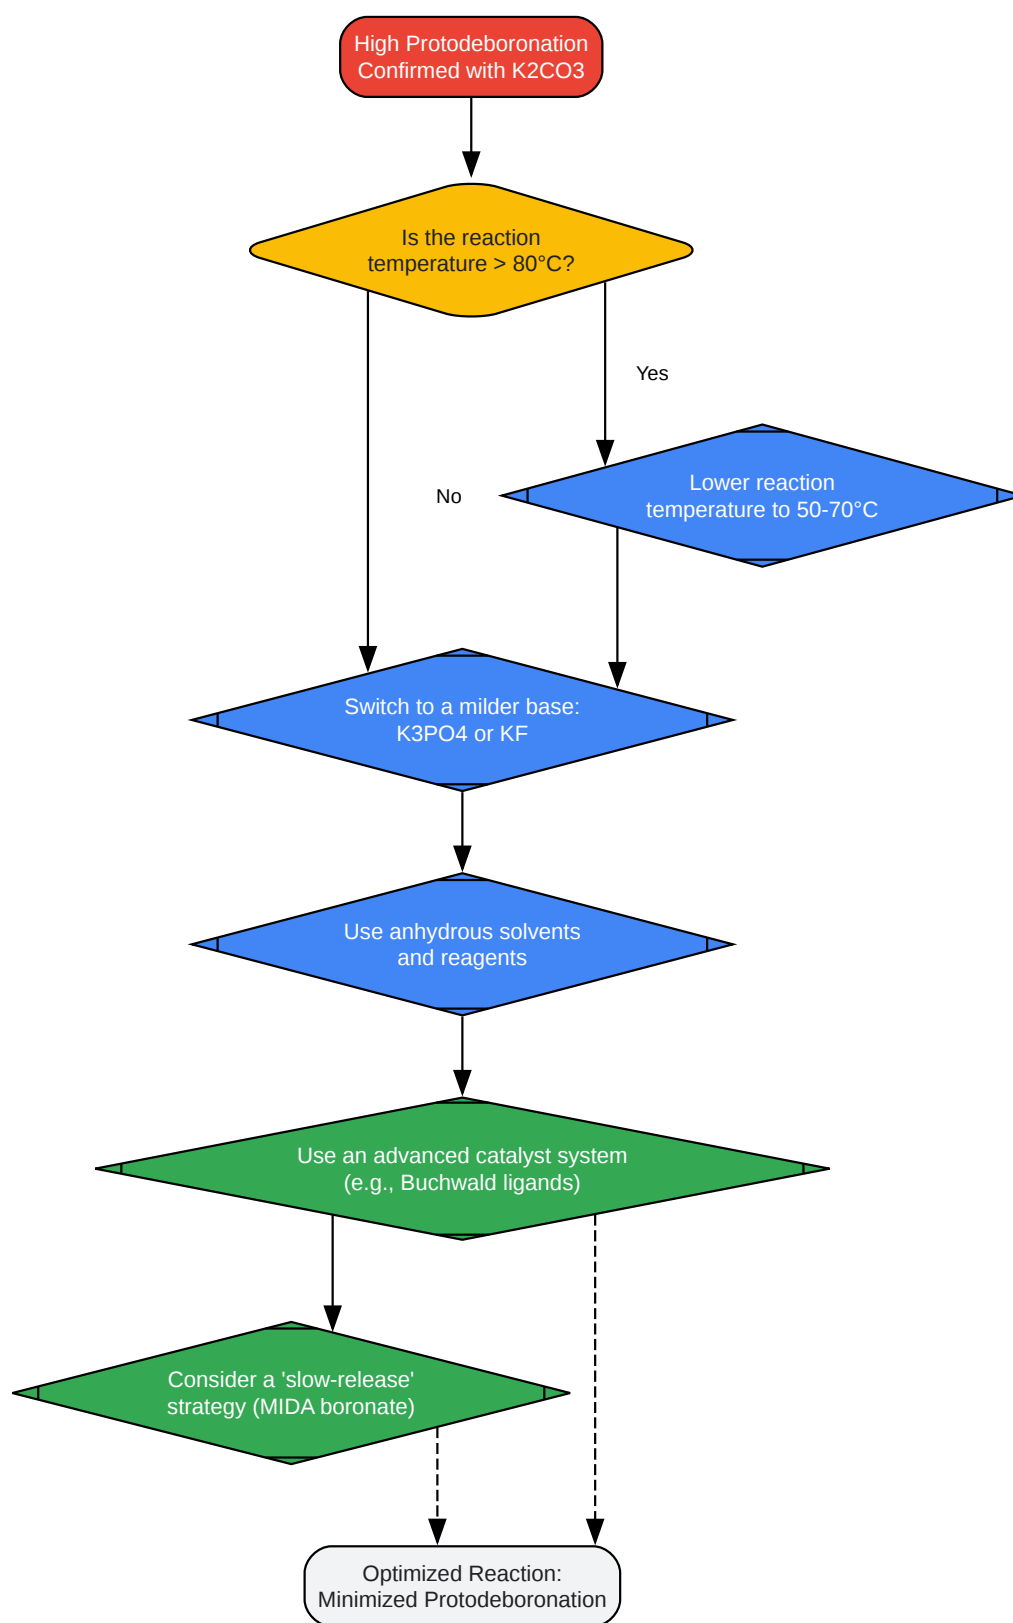 High Protodeboronation
Confirmed with K2CO3
Is the reaction
temperature > 80°C?
Yes
Lower reaction
temperature to 50-70°C
No
Switch to a milder base:
K3PO4 or KF
Use anhydrous solvents
and reagents
Use an advanced catalyst system
(e.g., Buchwald ligands)
Consider a 'slow-release'
strategy (MIDA boronate)
Optimized Reaction:
Minimized Protodeboronation